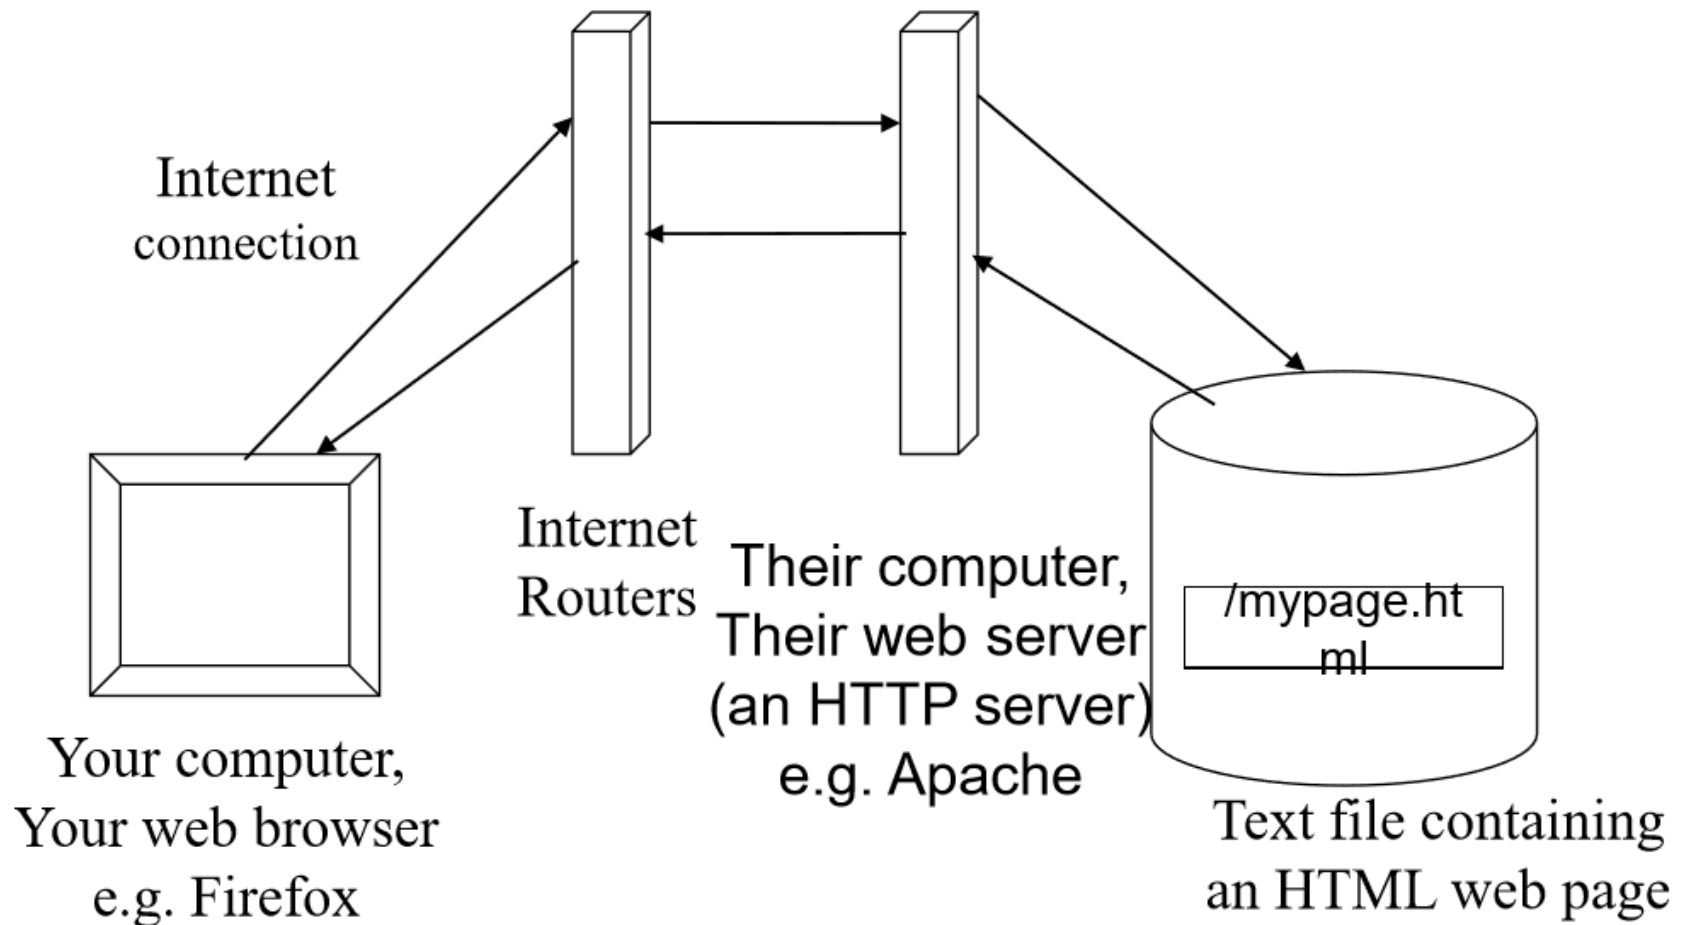 Internet
connection
Internet
Routers
Their computer,
Their web server
(an HTTP server)
e.g. Apache
/mypage.ht
ml
Your computer,
Your web browser
e.g. Firefox
Text file containing
an HTML web page